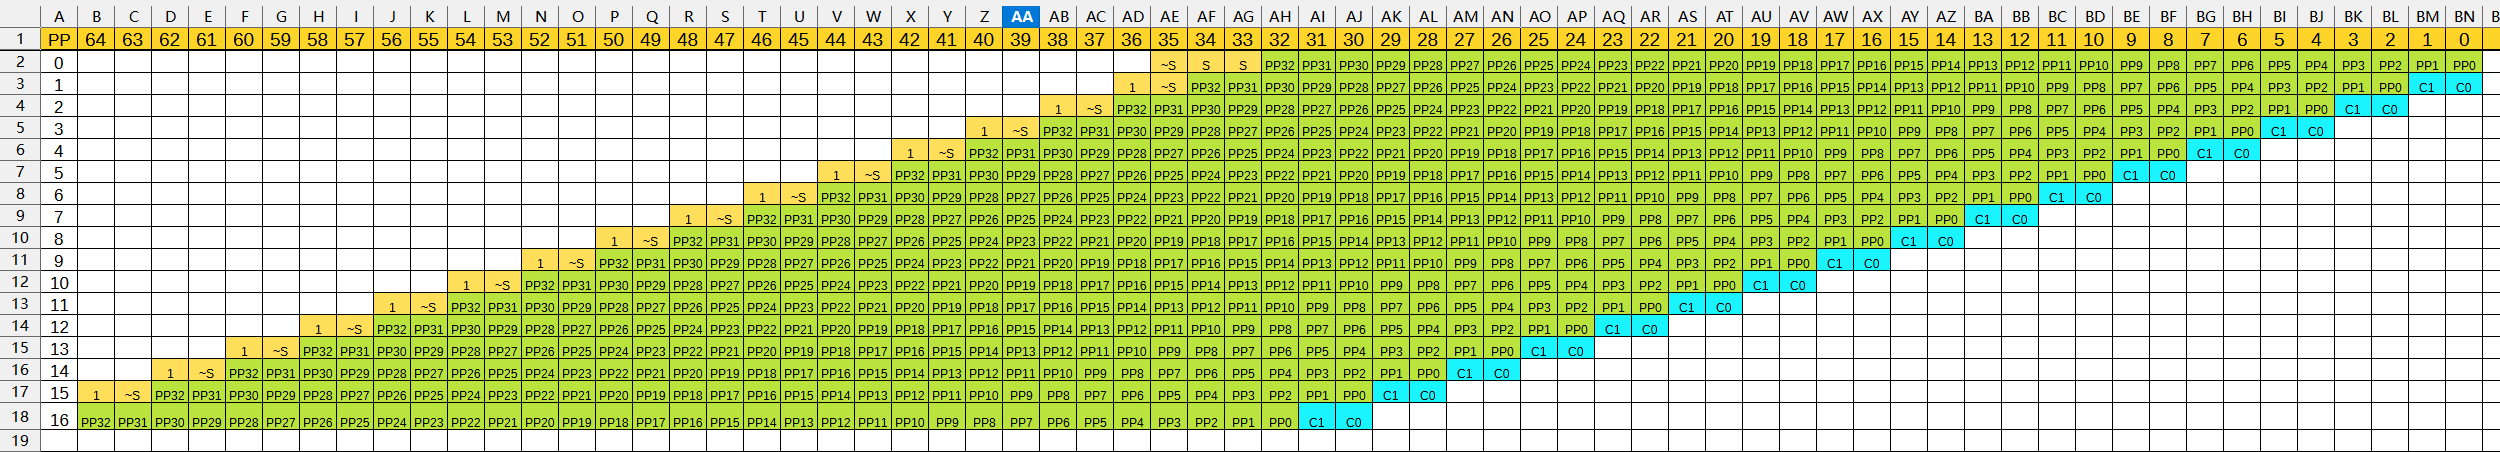 A B C D E F G H I J K L M N O P Q R S T U V W X Y Z AA AB AC AD AE AF AG AH AI AJ AK AL AM AN AO AP AQ AR AS AT AU AV AW AX AY AZ BA BB BC BD BE BF BG BH BI BJ BK BL BM BN
1 PP 64 63 62 61 60 59 58 57 56 55 54 53 52 51 50 49 48 47 46 45 44 43 42 41 40 39 38 37 36 35 34 33 32 31 30 29 28 27 26 25 24 23 22 21 20 19 18 17 16 15 14 13 12 11 10 9 8 7 6 5 4 3 2 1 0
2 0 ~S S S PP32 PP31 PP30 PP29 PP28 PP27 PP26 PP25 PP24 PP23 PP22 PP21 PP20 PP19 PP18 PP17 PP16 PP15 PP14 PP13 PP12 PP11 PP10 PP9 PP8 PP7 PP6 PP5 PP4 PP3 PP2 PP1 PP0
3 1 1 ~S PP32 PP31 PP30 PP29 PP28 PP27 PP26 PP25 PP24 PP23 PP22 PP21 PP20 PP19 PP18 PP17 PP16 PP15 PP14 PP13 PP12 PP11 PP10 PP9 PP8 PP7 PP6 PP5 PP4 PP3 PP2 PP1 PP0 C1 C0
4 2 1 ~S PP32 PP31 PP30 PP29 PP28 PP27 PP26 PP25 PP24 PP23 PP22 PP21 PP20 PP19 PP18 PP17 PP16 PP15 PP14 PP13 PP12 PP11 PP10 PP9 PP8 PP7 PP6 PP5 PP4 PP3 PP2 PP1 PP0 C1 C0
5 3 1 ~S PP32 PP31 PP30 PP29 PP28 PP27 PP26 PP25 PP24 PP23 PP22 PP21 PP20 PP19 PP18 PP17 PP16 PP15 PP14 PP13 PP12 PP11 PP10 PP9 PP8 PP7 PP6 PP5 PP4 PP3 PP2 PP1 PP0 C1 C0
6 4 1 ~S PP32 PP31 PP30 PP29 PP28 PP27 PP26 PP25 PP24 PP23 PP22 PP21 PP20 PP19 PP18 PP17 PP16 PP15 PP14 PP13 PP12 PP11 PP10 PP9 PP8 PP7 PP6 PP5 PP4 PP3 PP2 PP1 PP0 C1 C0
7 5 1 ~S PP32 PP31 PP30 PP29 PP28 PP27 PP26 PP25 PP24 PP23 PP22 PP21 PP20 PP19 PP18 PP17 PP16 PP15 PP14 PP13 PP12 PP11 PP10 PP9 PP8 PP7 PP6 PP5 PP4 PP3 PP2 PP1 PP0 C1 C0
8 6 1 ~S PP32 PP31 PP30 PP29 PP28 PP27 PP26 PP25 PP24 PP23 PP22 PP21 PP20 PP19 PP18 PP17 PP16 PP15 PP14 PP13 PP12 PP11 PP10 PP9 PP8 PP7 PP6 PP5 PP4 PP3 PP2 PP1 PP0 C1 C0
9 7 1 ~S PP32 PP31 PP30 PP29 PP28 PP27 PP26 PP25 PP24 PP23 PP22 PP21 PP20 PP19 PP18 PP17 PP16 PP15 PP14 PP13 PP12 PP11 PP10 PP9 PP8 PP7 PP6 PP5 PP4 PP3 PP2 PP1 PP0 C1 C0
10 8 1 ~S PP32 PP31 PP30 PP29 PP28 PP27 PP26 PP25 PP24 PP23 PP22 PP21 PP20 PP19 PP18 PP17 PP16 PP15 PP14 PP13 PP12 PP11 PP10 PP9 PP8 PP7 PP6 PP5 PP4 PP3 PP2 PP1 PP0 C1 C0
11 9 1 ~S PP32 PP31 PP30 PP29 PP28 PP27 PP26 PP25 PP24 PP23 PP22 PP21 PP20 PP19 PP18 PP17 PP16 PP15 PP14 PP13 PP12 PP11 PP10 PP9 PP8 PP7 PP6 PP5 PP4 PP3 PP2 PP1 PP0 C1 C0
12 10 1 ~S PP32 PP31 PP30 PP29 PP28 PP27 PP26 PP25 PP24 PP23 PP22 PP21 PP20 PP19 PP18 PP17 PP16 PP15 PP14 PP13 PP12 PP11 PP10 PP9 PP8 PP7 PP6 PP5 PP4 PP3 PP2 PP1 PP0 C1 C0
13 11 1 ~S PP32 PP31 PP30 PP29 PP28 PP27 PP26 PP25 PP24 PP23 PP22 PP21 PP20 PP19 PP18 PP17 PP16 PP15 PP14 PP13 PP12 PP11 PP10 PP9 PP8 PP7 PP6 PP5 PP4 PP3 PP2 PP1 PP0 C1 C0
14 12 1 ~S PP32 PP31 PP30 PP29 PP28 PP27 PP26 PP25 PP24 PP23 PP22 PP21 PP20 PP19 PP18 PP17 PP16 PP15 PP14 PP13 PP12 PP11 PP10 PP9 PP8 PP7 PP6 PP5 PP4 PP3 PP2 PP1 PP0 C1 C0
15 13 1 ~S PP32 PP31 PP30 PP29 PP28 PP27 PP26 PP25 PP24 PP23 PP22 PP21 PP20 PP19 PP18 PP17 PP16 PP15 PP14 PP13 PP12 PP11 PP10 PP9 PP8 PP7 PP6 PP5 PP4 PP3 PP2 PP1 PP0 C1 C0
16 14 1 ~S PP32 PP31 PP30 PP29 PP28 PP27 PP26 PP25 PP24 PP23 PP22 PP21 PP20 PP19 PP18 PP17 PP16 PP15 PP14 PP13 PP12 PP11 PP10 PP9 PP8 PP7 PP6 PP5 PP4 PP3 PP2 PP1 PP0 C1 C0
17 15 1 ~S PP32 PP31 PP30 PP29 PP28 PP27 PP26 PP25 PP24 PP23 PP22 PP21 PP20 PP19 PP18 PP17 PP16 PP15 PP14 PP13 PP12 PP11 PP10 PP9 PP8 PP7 PP6 PP5 PP4 PP3 PP2 PP1 PP0 C1 C0
18 16 PP32 PP31 PP30 PP29 PP28 PP27 PP26 PP25 PP24 PP23 PP22 PP21 PP20 PP19 PP18 PP17 PP16 PP15 PP14 PP13 PP12 PP11 PP10 PP9 PP8 PP7 PP6 PP5 PP4 PP3 PP2 PP1 PP0 C1 C0
19